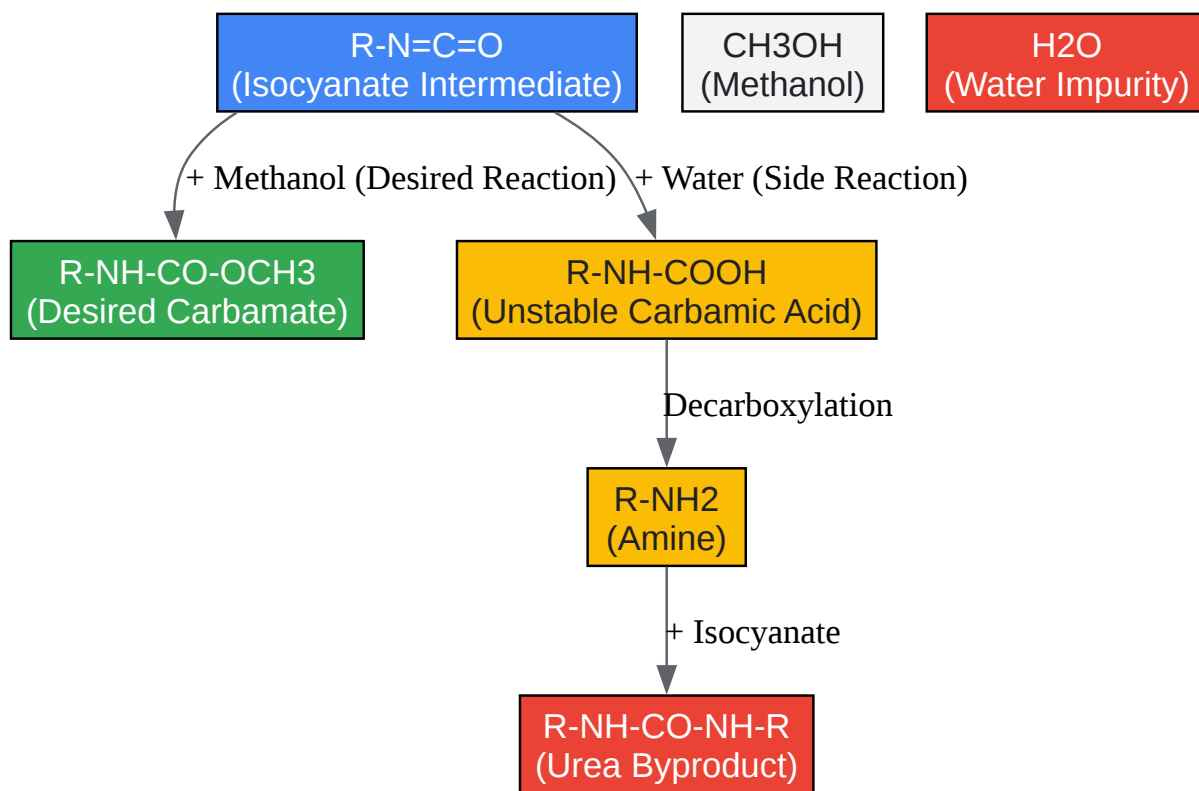 R-N=C=O
(Isocyanate Intermediate)
CH3OH
(Methanol)
H2O
(Water Impurity)
+ Methanol (Desired Reaction)
+ Water (Side Reaction)
R-NH-CO-OCH3
(Desired Carbamate)
R-NH-COOH
(Unstable Carbamic Acid)
Decarboxylation
R-NH2
(Amine)
+ Isocyanate
R-NH-CO-NH-R
(Urea Byproduct)